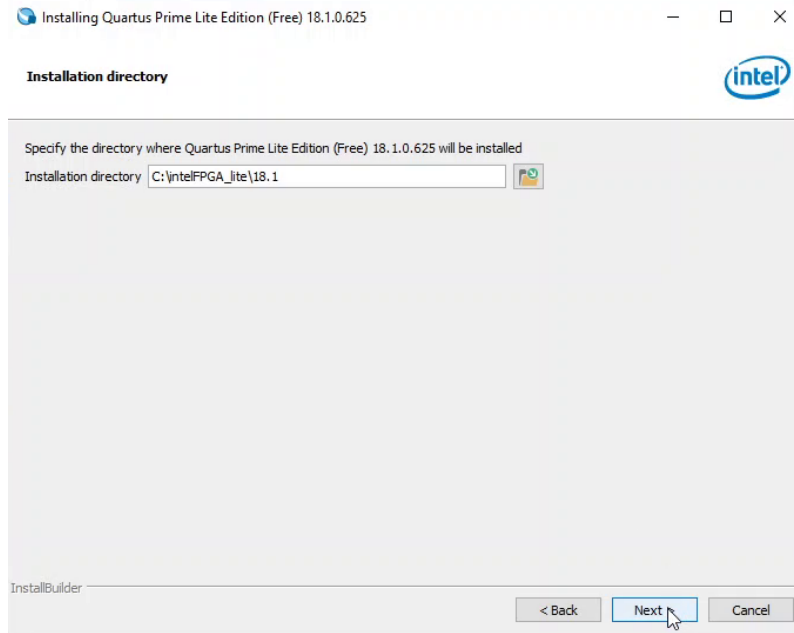 Installing Quartus Prime Lite Edition (Free) 18.1.0.625
Installation directory
intel
Specify the directory where Quartus Prime Lite Edition (Free) 18.1.0.625 will be installed
Installation directory C:\intelFPGA_lite\18.1
InstallBuilder
< Back Next > Cancel